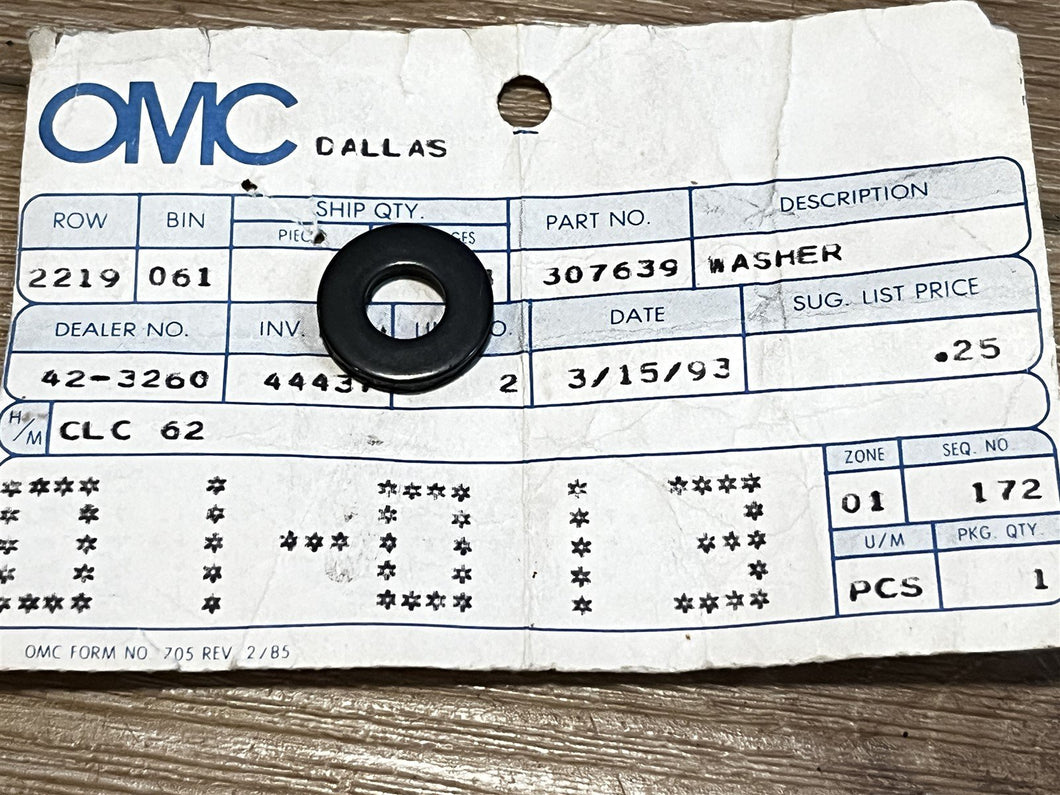 OMC DALLAS
ROW BIN SHIP QTY. PART NO. DESCRIPTION
2219 061 307639 WASHER
DEALER NO. INV. DATE SUG. LIST PRICE
42-3260 2 3/15/93 .25
H/M CLC 62
01-013
ZONE SEQ. NO
01 172
U/M PKG. QTY.
PCS 1
OMC FORM NO 705 REV 2/85